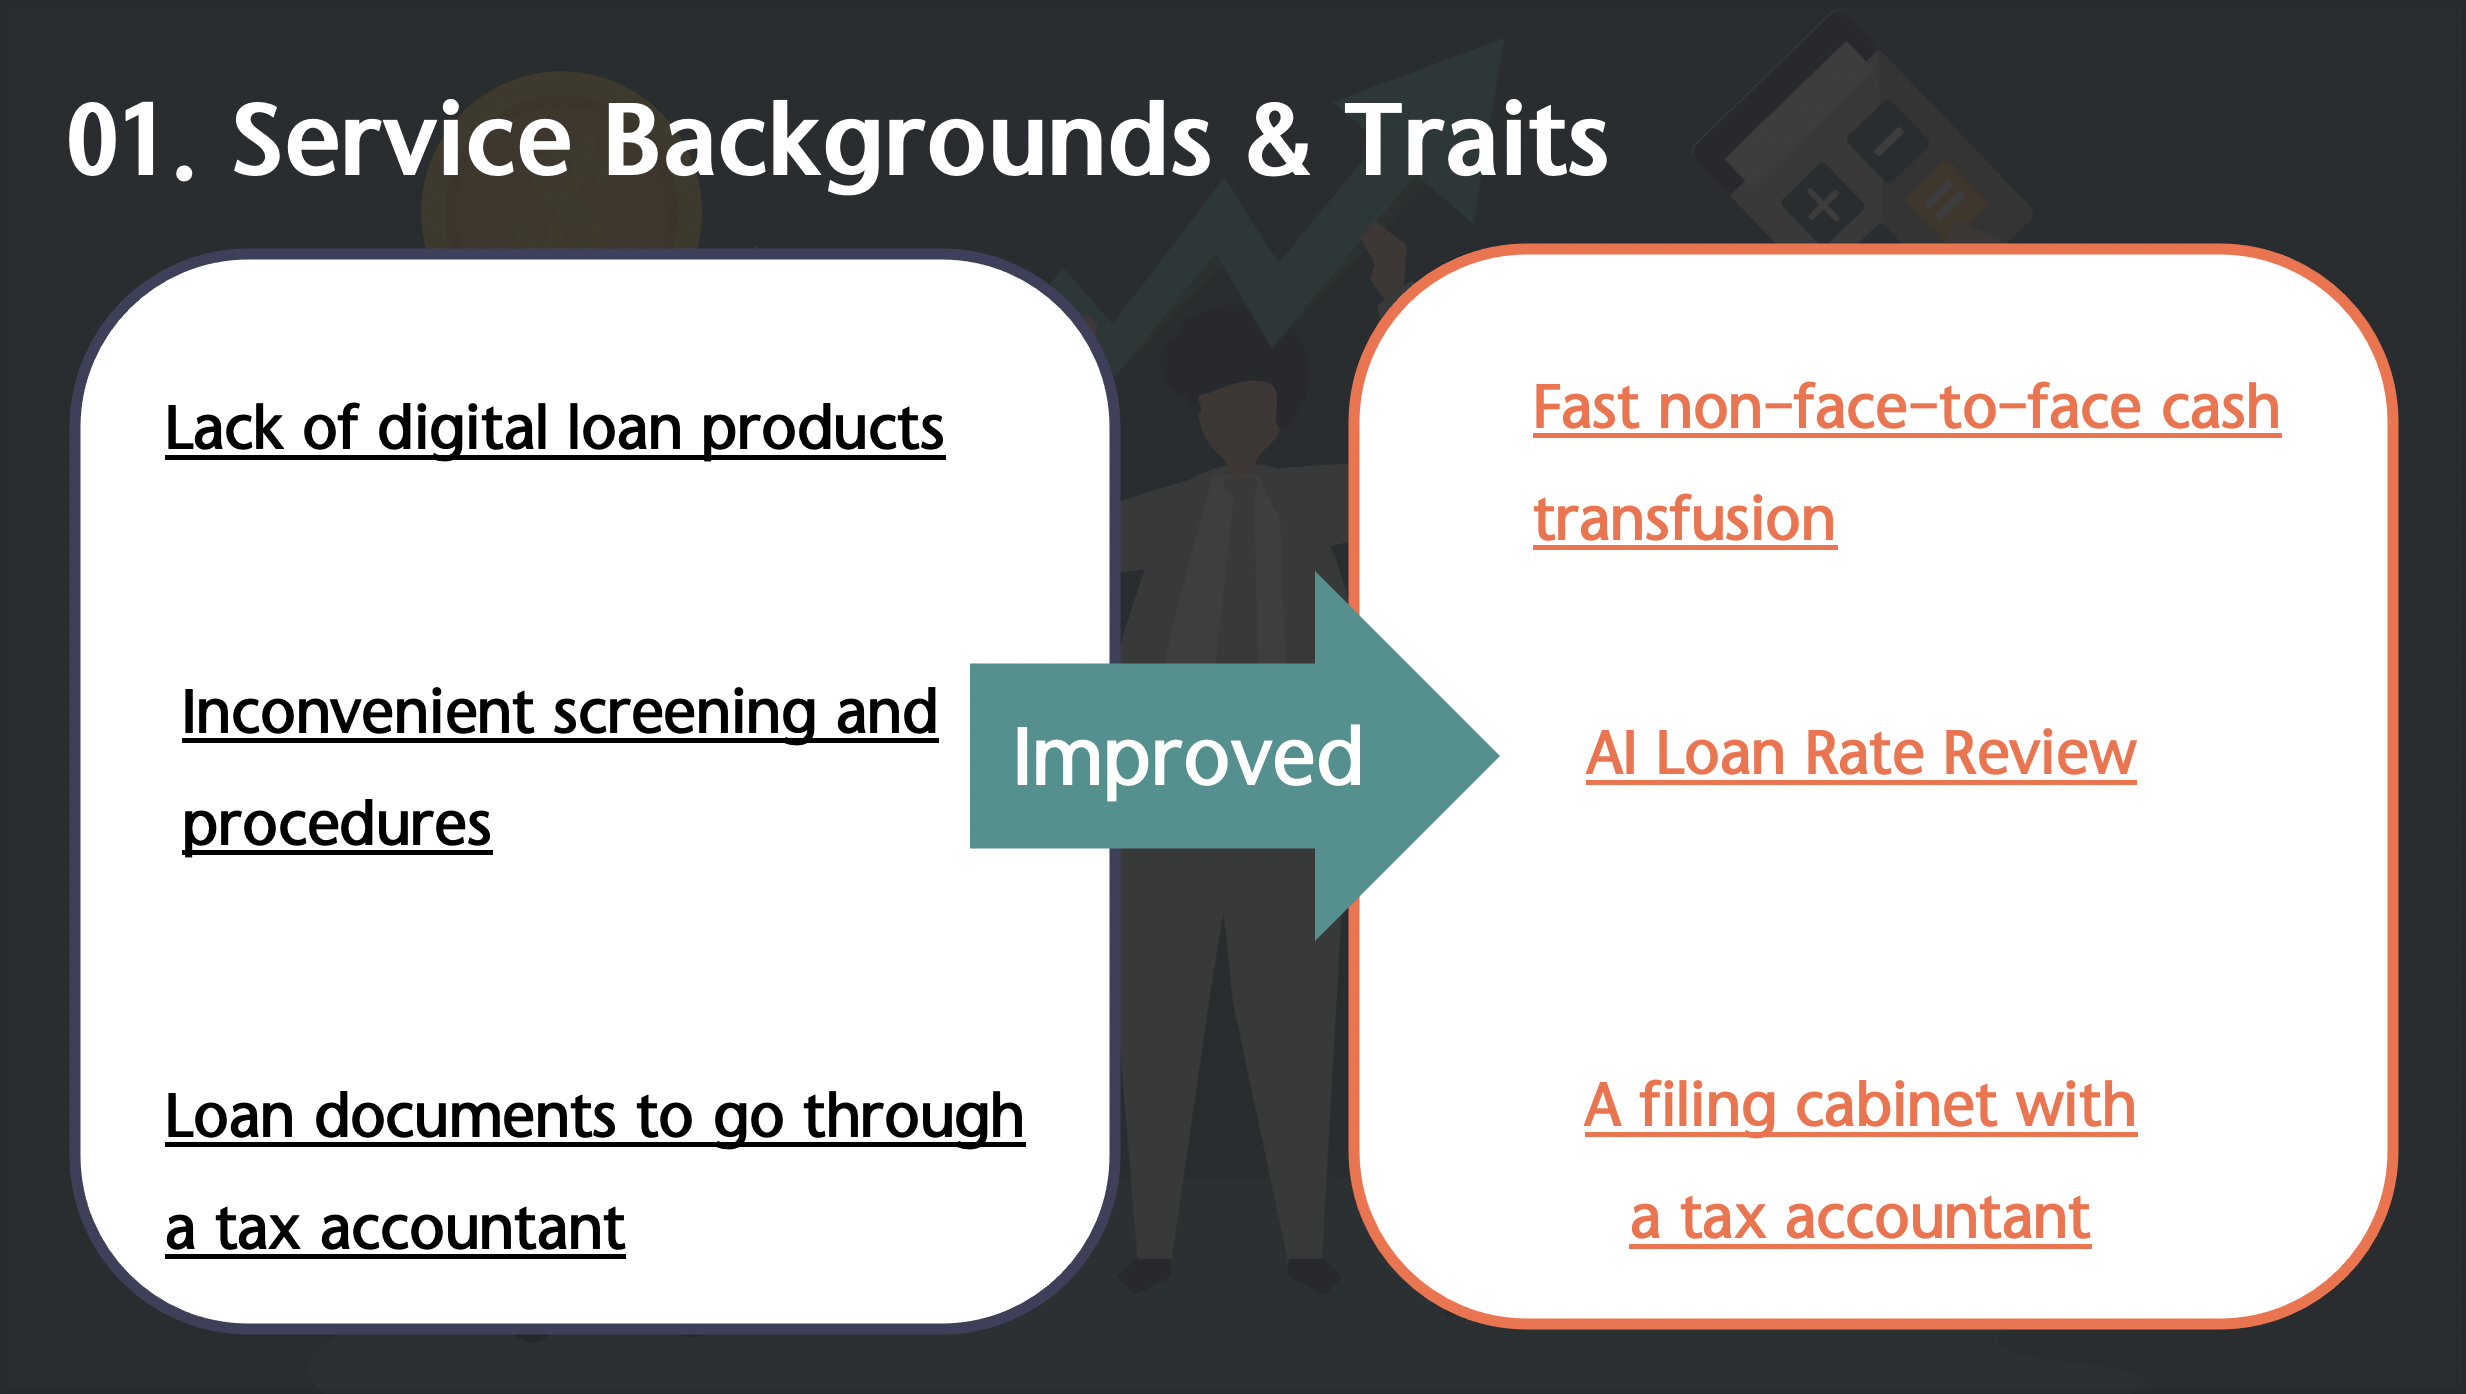 01. Service Backgrounds & Traits
Lack of digital loan products
Inconvenient screening and
procedures
Loan documents to go through
a tax accountant
Improved
Fast non-face-to-face cash
transfusion
AI Loan Rate Review
A filing cabinet with
a tax accountant